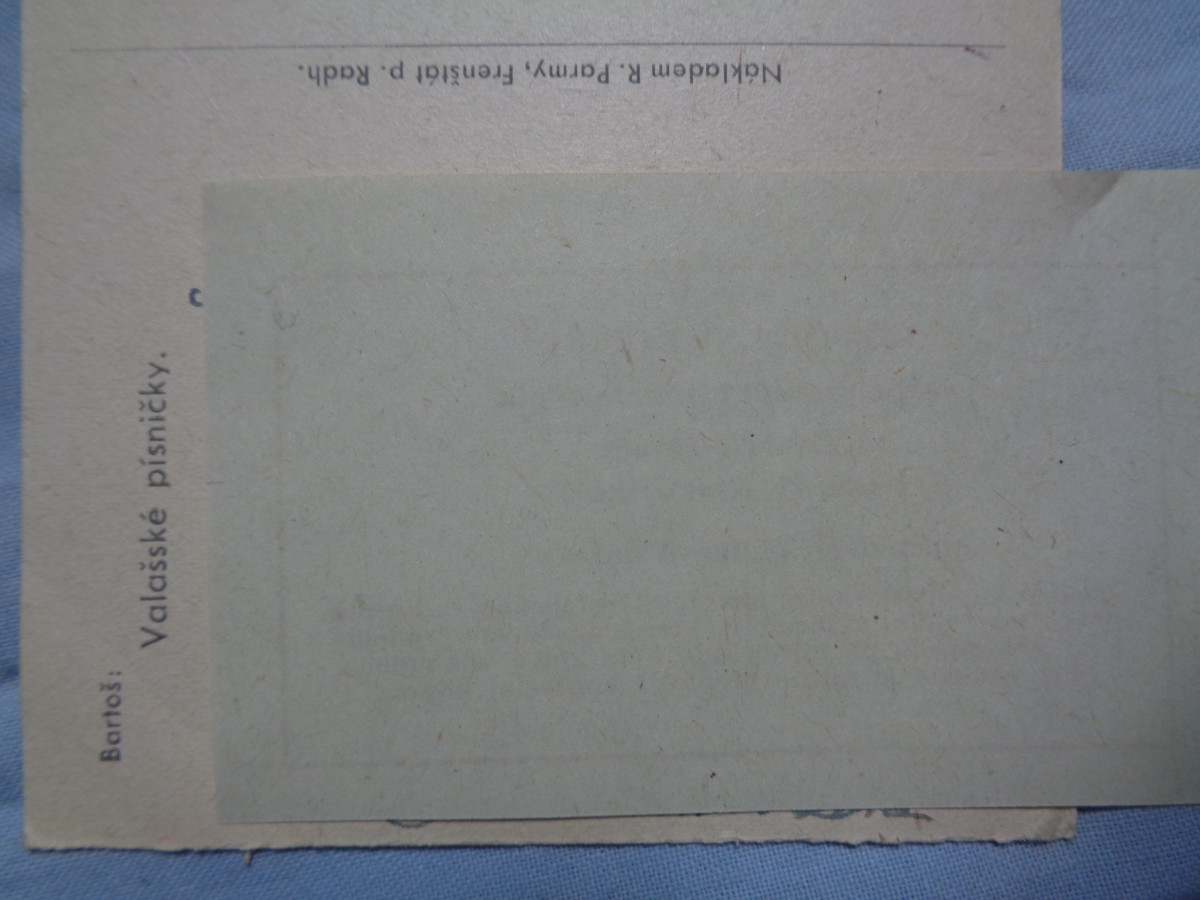 Bartoš:
Valašské písničky.
Nákladem R. Parmy, Frenštát p. Radh.